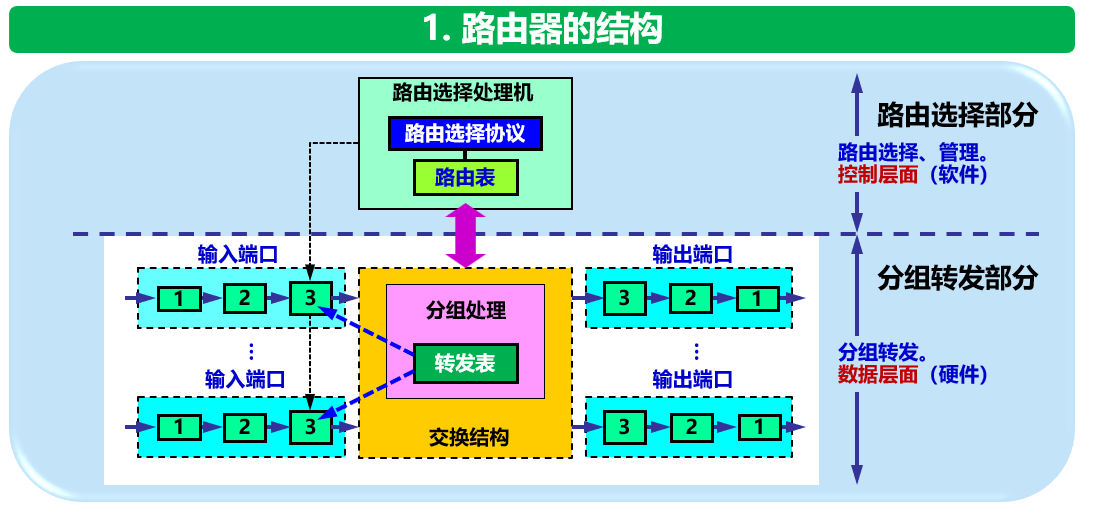 1. 路由器的结构
路由选择处理机
路由选择协议
路由表
路由选择部分
路由选择、管理。
控制层面（软件）
输入端口
1
2
3
分组处理
转发表
交换结构
输出端口
3
2
1
分组转发部分
分组转发。
数据层面（硬件）
⋮
输入端口
1
2
3
⋮
输出端口
3
2
1